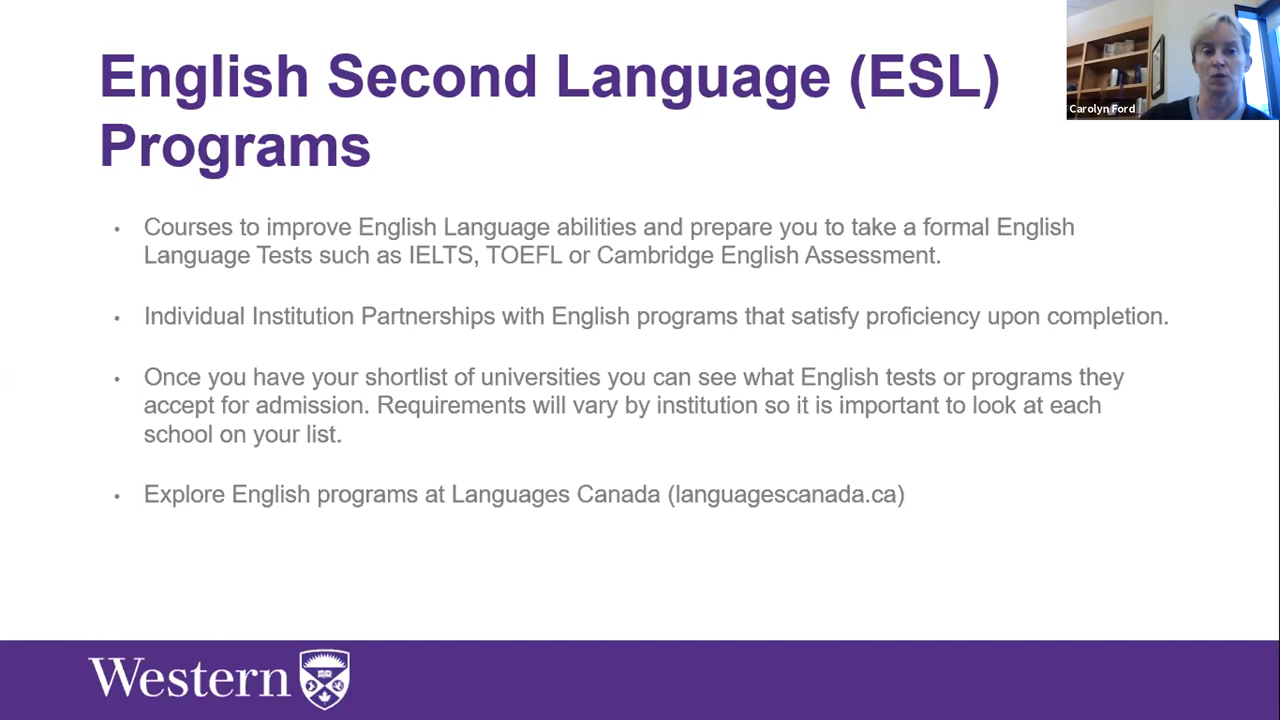 English Second Language (ESL)
Programs
Carolyn Ford
• Courses to improve English Language abilities and prepare you to take a formal English
Language Tests such as IELTS, TOEFL or Cambridge English Assessment.
• Individual Institution Partnerships with English programs that satisfy proficiency upon completion.
• Once you have your shortlist of universities you can see what English tests or programs they
accept for admission. Requirements will vary by institution so it is important to look at each
school on your list.
• Explore English programs at Languages Canada (languagescanada.ca)
Western